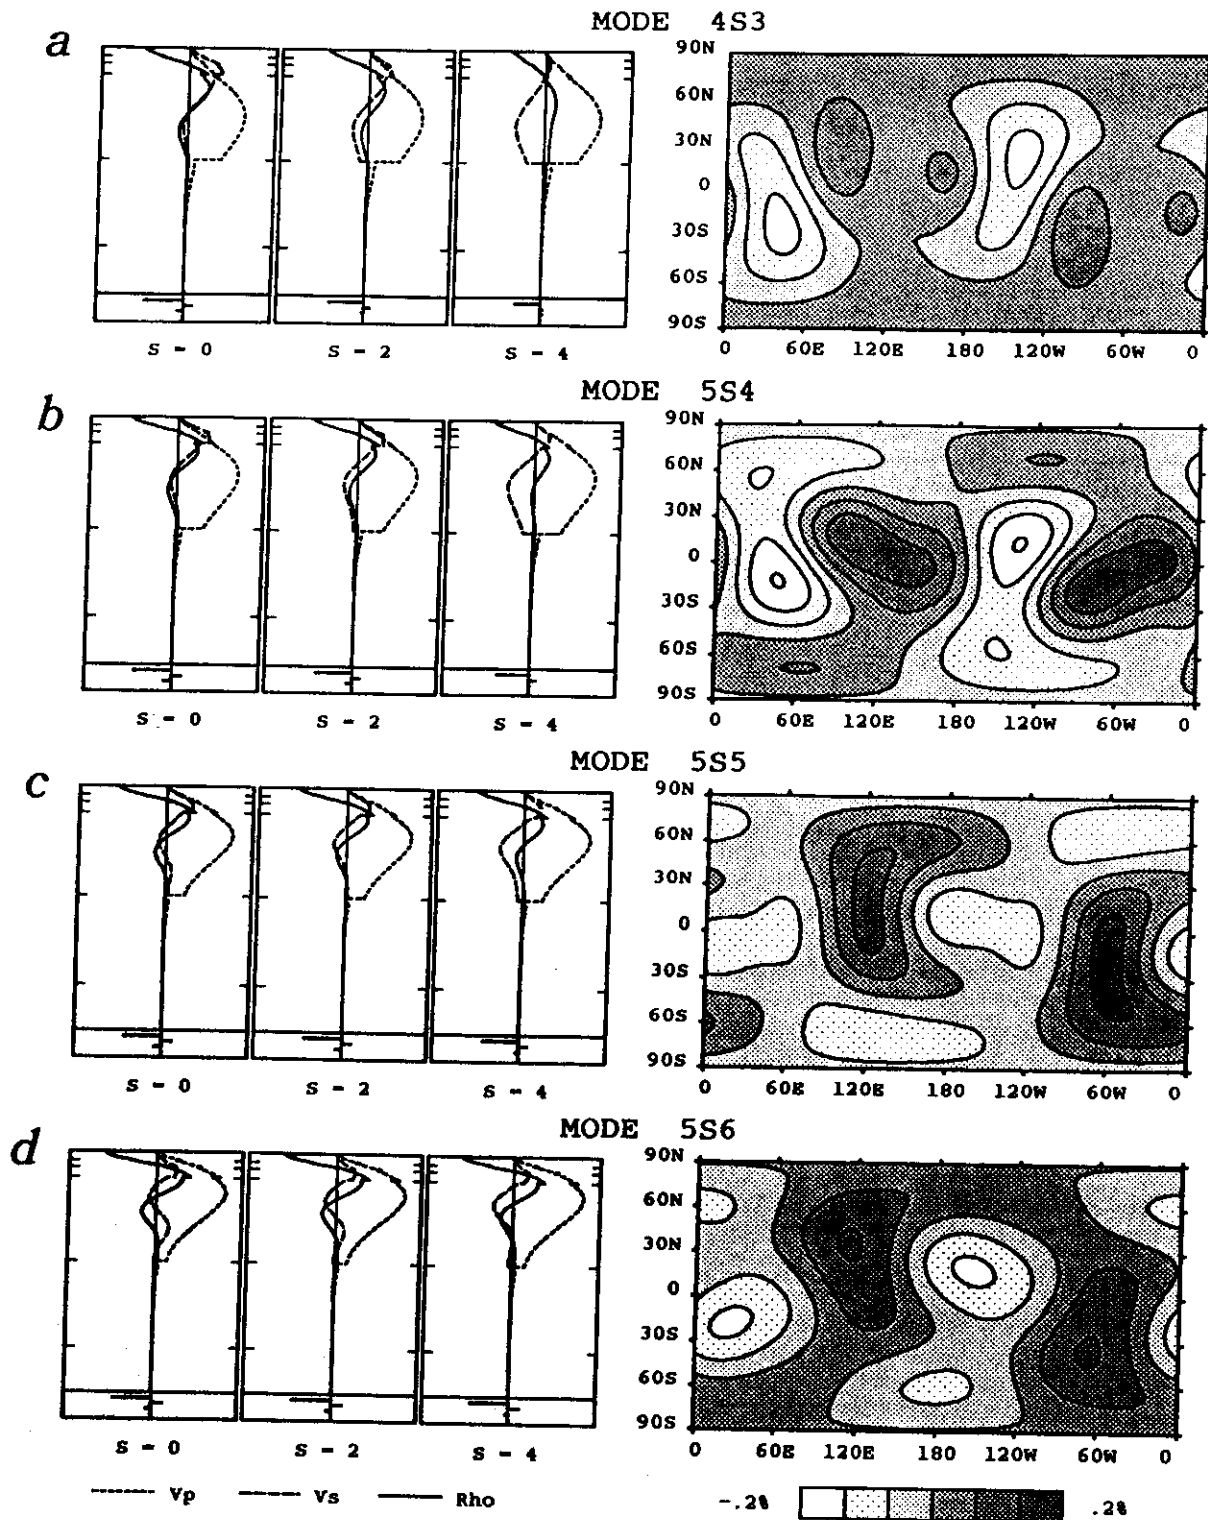 MODE 4S3
a
90N
60N
30N
0
30S
60S
90S
0 60E 120E 180 120W 60W 0
S = 0 S = 2 S = 4
MODE 5S4
b
90N
60N
30N
0
30S
60S
90S
0 60E 120E 180 120W 60W 0
S = 0 S = 2 S = 4
MODE 5S5
c
90N
60N
30N
0
30S
60S
90S
0 60E 120E 180 120W 60W 0
S = 0 S = 2 S = 4
MODE 5S6
d
90N
60N
30N
0
30S
60S
90S
0 60E 120E 180 120W 60W 0
S = 0 S = 2 S = 4
Vp Vs Rho
-.2% .2%